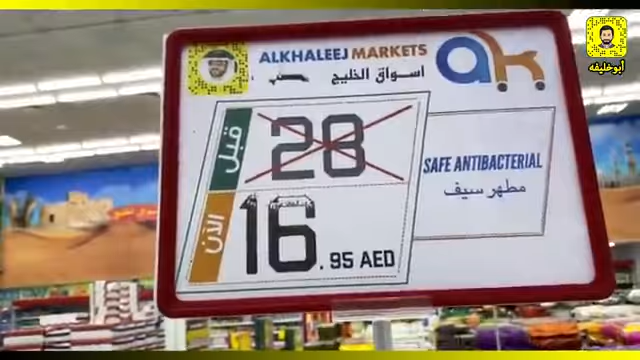 ALKHALEEJ MARKETS
اسواق الخليج
ak
أبوخليفه
قبل
28
الآن
16.95 AED
SAFE ANTIBACTERIAL
مطهر سيف